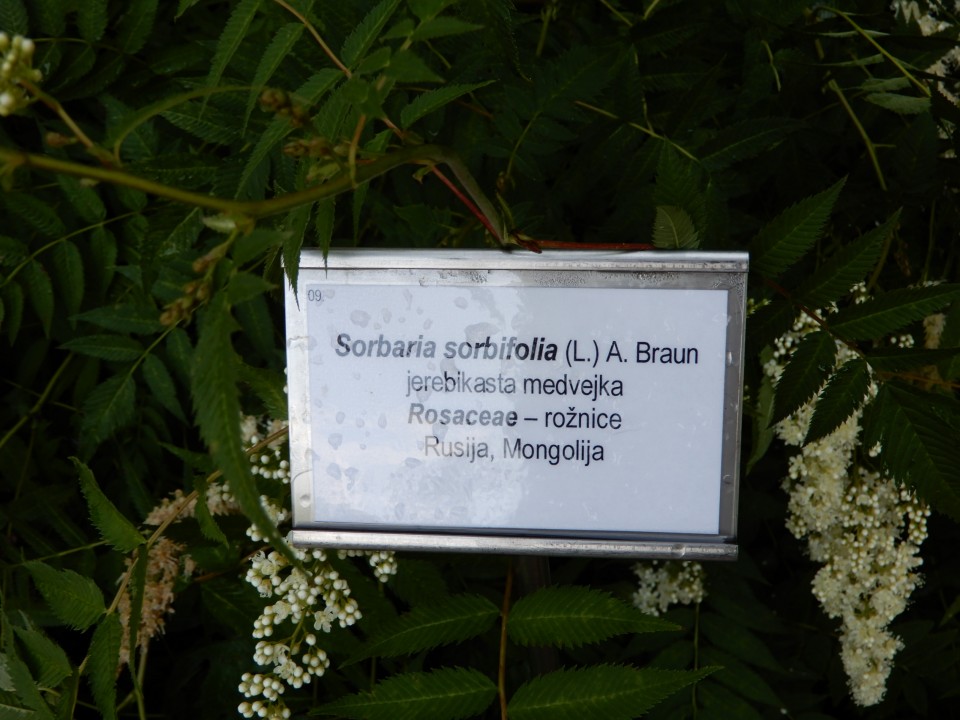 09.
Sorbaria sorbifolia (L.) A. Braun
jerebikasta medvejka
Rosaceae – rožnice
Rusija, Mongolija